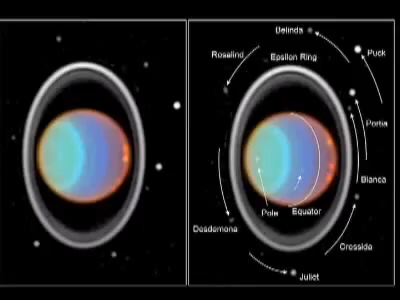 Belinda
Rosalind
Epsilon Ring
Puck
Portia
Bianca
Pole
Equator
Desdemona
Cressida
Juliet